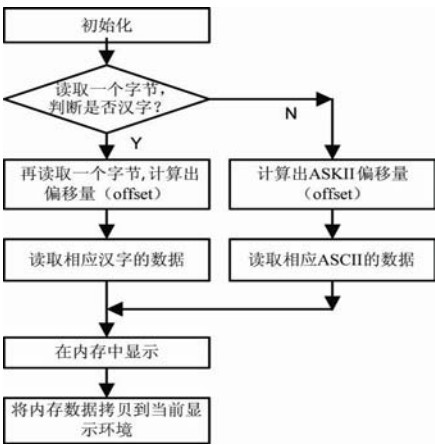 初始化
读取一个字节,
判断是否汉字?
N
Y
再读取一个字节,计算出
偏移量（offset）
计算出ASKII偏移量
（offset）
读取相应汉字的数据
读取相应ASCII的数据
在内存中显示
将内存数据拷贝到当前显
示环境